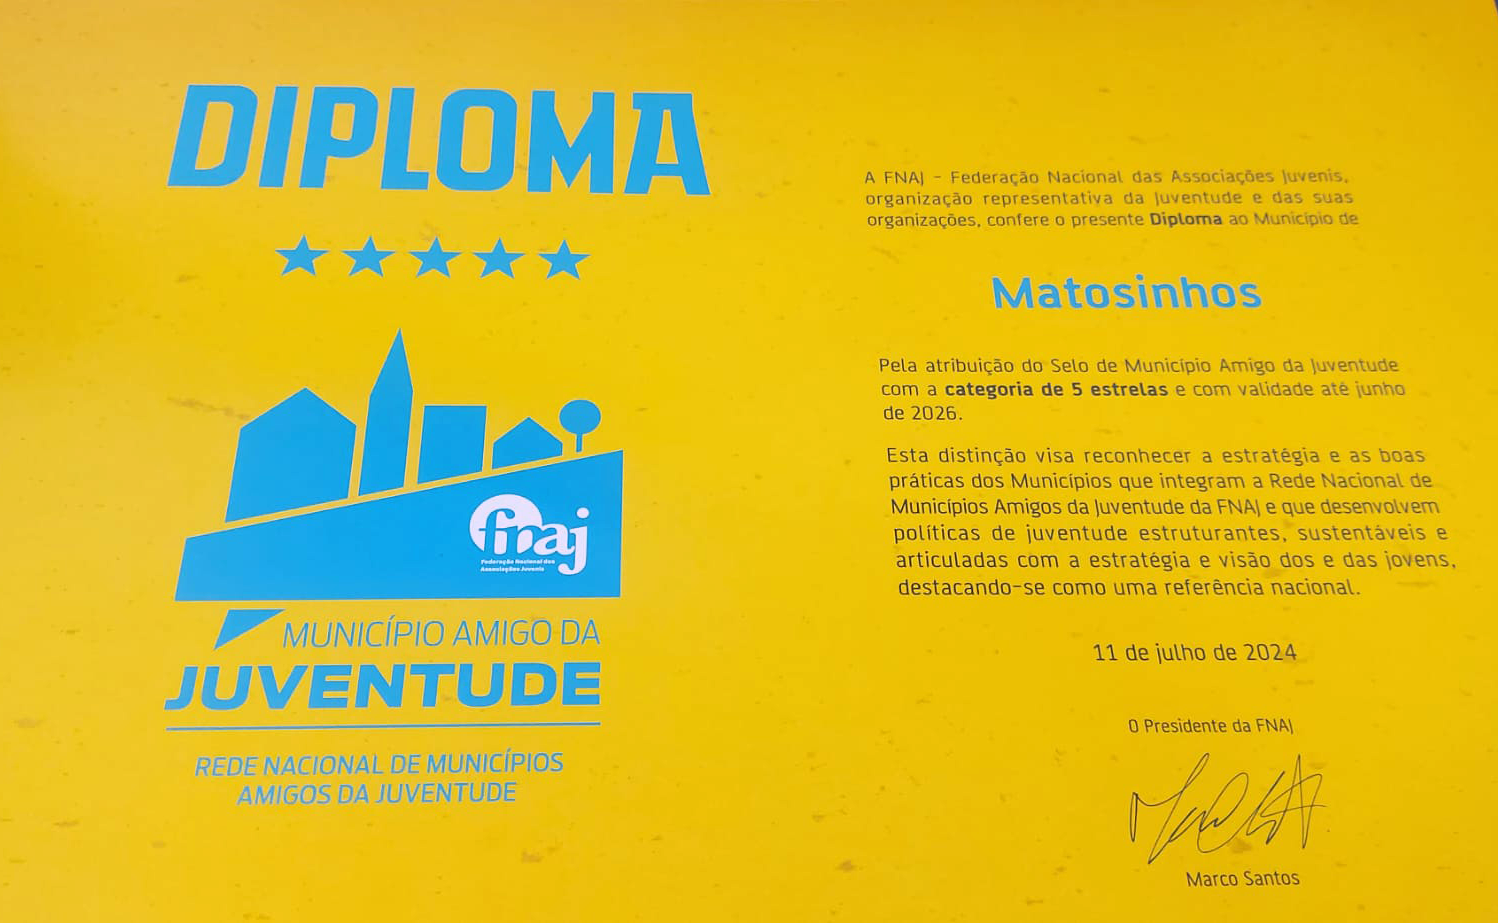 DIPLOMA
fnaj
Federação Nacional das
Associações Juvenis
MUNICÍPIO AMIGO DA
JUVENTUDE
REDE NACIONAL DE MUNICÍPIOS
AMIGOS DA JUVENTUDE
A FNAJ – Federação Nacional das Associações Juvenis,
organização representativa da Juventude e das suas
organizações, confere o presente Diploma ao Município de
Matosinhos
Pela atribuição do Selo de Município Amigo da Juventude
com a categoria de 5 estrelas e com validade até junho
de 2026.
Esta distinção visa reconhecer a estratégia e as boas
práticas dos Municípios que integram a Rede Nacional de
Municípios Amigos da Juventude da FNAJ e que desenvolvem
políticas de juventude estruturantes, sustentáveis e
articuladas com a estratégia e visão dos e das jovens,
destacando-se como uma referência nacional.
11 de julho de 2024
O Presidente da FNAJ
Marco Santos